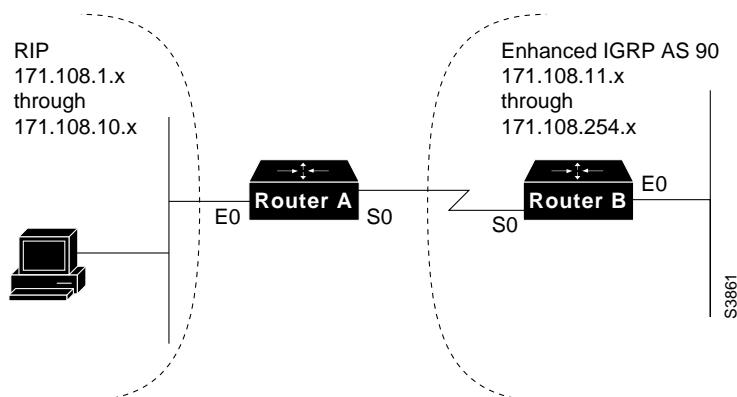 RIP
171.108.1.x
through
171.108.10.x
Enhanced IGRP AS 90
171.108.11.x
through
171.108.254.x
Router A
E0
S0
Router B
E0
S0
S3861